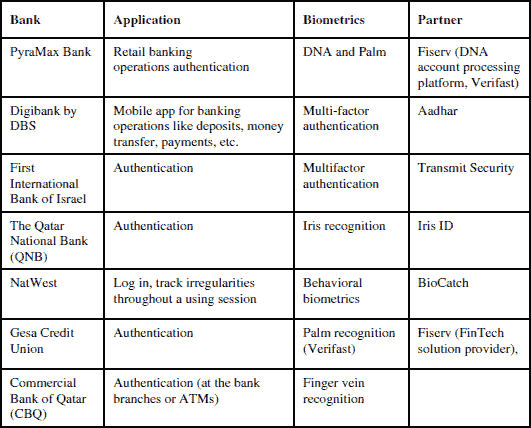 Bank Application Biometrics Partner
PyraMax Bank Retail banking DNA and Palm Fiserv (DNA
operations authentication account processing
platform, Verifast)
Digibank by Mobile app for banking Multi-factor Aadhar
DBS operations like deposits, money authentication
transfer, payments, etc.
First Authentication Multifactor Transmit Security
International authentication
Bank of Israel
The Qatar Authentication Iris recognition Iris ID
National Bank
(QNB)
NatWest Log in, track irregularities Behavioral BioCatch
throughout a using session biometrics
Gesa Credit Authentication Palm recognition Fiserv (FinTech
Union (Verifast) solution provider),
Commercial Authentication (at the bank Finger vein
Bank of Qatar branches or ATMs) recognition
(CBQ)